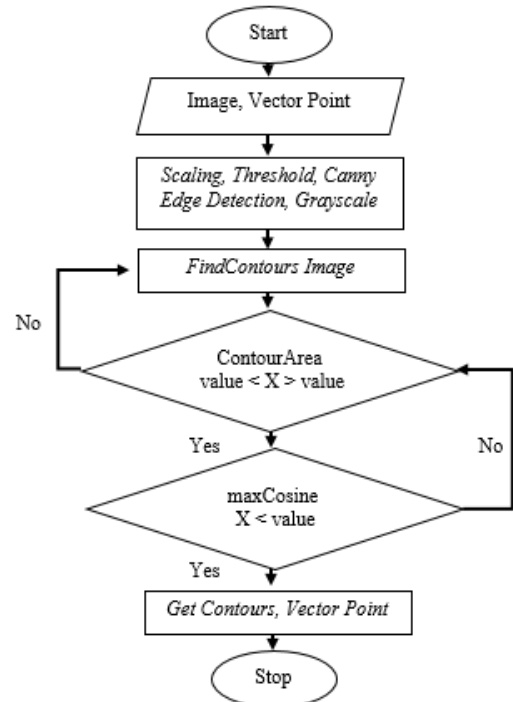 Start
Image, Vector Point
Scaling, Threshold, Canny
Edge Detection, Grayscale
FindContours Image
No
ContourArea
value < X > value
Yes
No
maxCosine
X < value
Yes
Get Contours, Vector Point
Stop